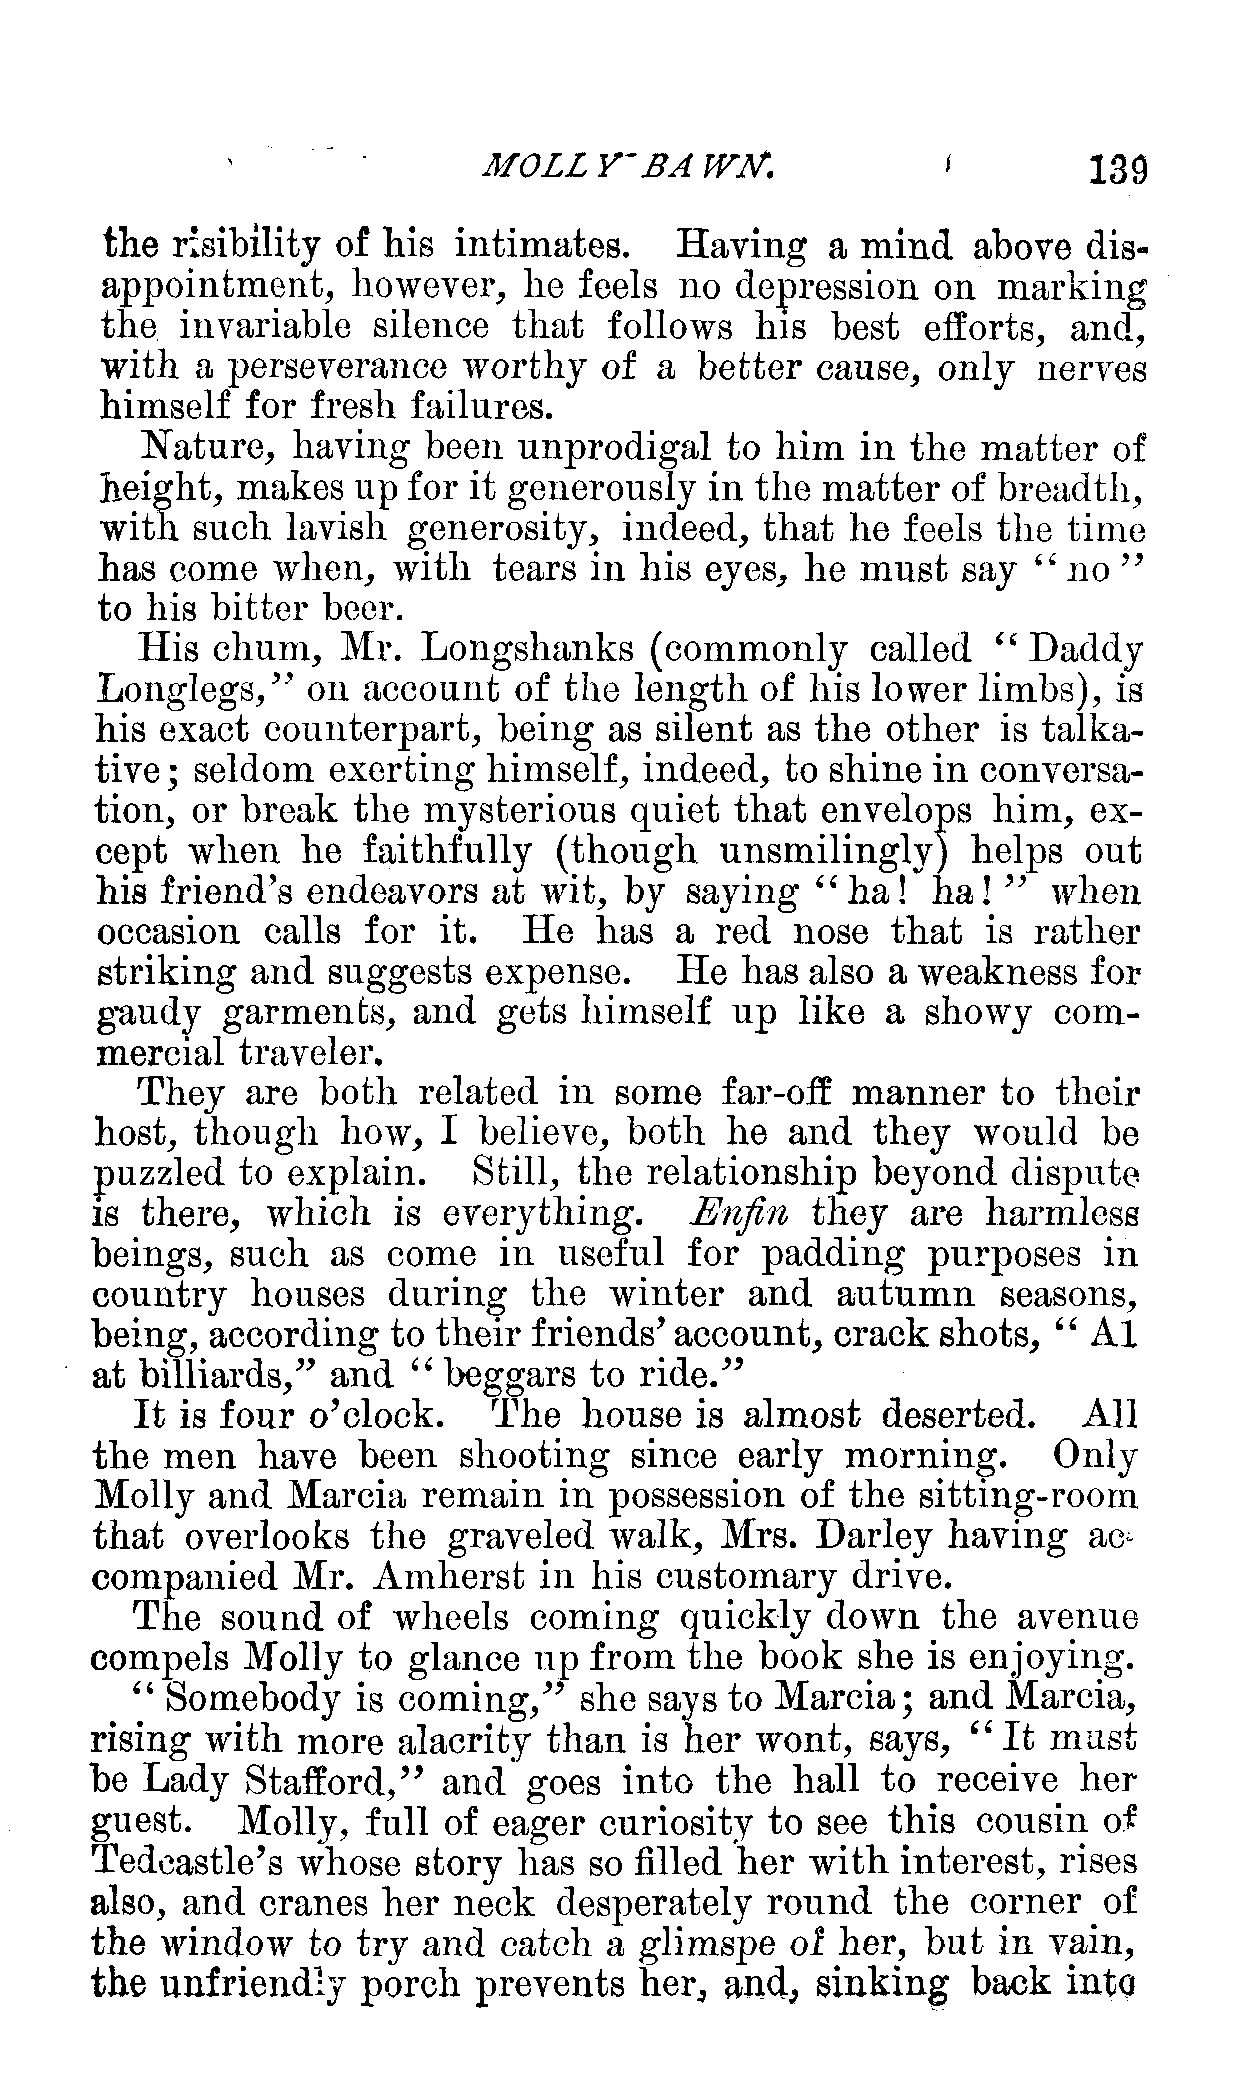 MOLLY BAWN. 139
the risibility of his intimates. Having a mind above dis-
appointment, however, he feels no depression on marking
the invariable silence that follows his best efforts, and,
with a perseverance worthy of a better cause, only nerves
himself for fresh failures.
Nature, having been unprodigal to him in the matter of
height, makes up for it generously in the matter of breadth,
with such lavish generosity, indeed, that he feels the time
has come when, with tears in his eyes, he must say "no"
to his bitter beer.
His chum, Mr. Longshanks (commonly called "Daddy
Longlegs," on account of the length of his lower limbs), is
his exact counterpart, being as silent as the other is talka-
tive; seldom exerting himself, indeed, to shine in conversa-
tion, or break the mysterious quiet that envelops him, ex-
cept when he faithfully (though unsmilingly) helps out
his friend's endeavors at wit, by saying "ha! ha!" when
occasion calls for it. He has a red nose that is rather
striking and suggests expense. He has also a weakness for
gaudy garments, and gets himself up like a showy com-
mercial traveler.
They are both related in some far-off manner to their
host, though how, I believe, both he and they would be
puzzled to explain. Still, the relationship beyond dispute
is there, which is everything. Enfin they are harmless
beings, such as come in useful for padding purposes in
country houses during the winter and autumn seasons,
being, according to their friends' account, crack shots, "A1
at billiards," and "beggars to ride."
It is four o'clock. The house is almost deserted. All
the men have been shooting since early morning. Only
Molly and Marcia remain in possession of the sitting-room
that overlooks the graveled walk, Mrs. Darley having ac-
companied Mr. Amherst in his customary drive.
The sound of wheels coming quickly down the avenue
compels Molly to glance up from the book she is enjoying.
"Somebody is coming," she says to Marcia; and Marcia,
rising with more alacrity than is her wont, says, "It must
be Lady Stafford," and goes into the hall to receive her
guest. Molly, full of eager curiosity to see this cousin of
Tedcastle's whose story has so filled her with interest, rises
also, and cranes her neck desperately round the corner of
the window to try and catch a glimspe of her, but in vain,
the unfriendly porch prevents her, and, sinking back into